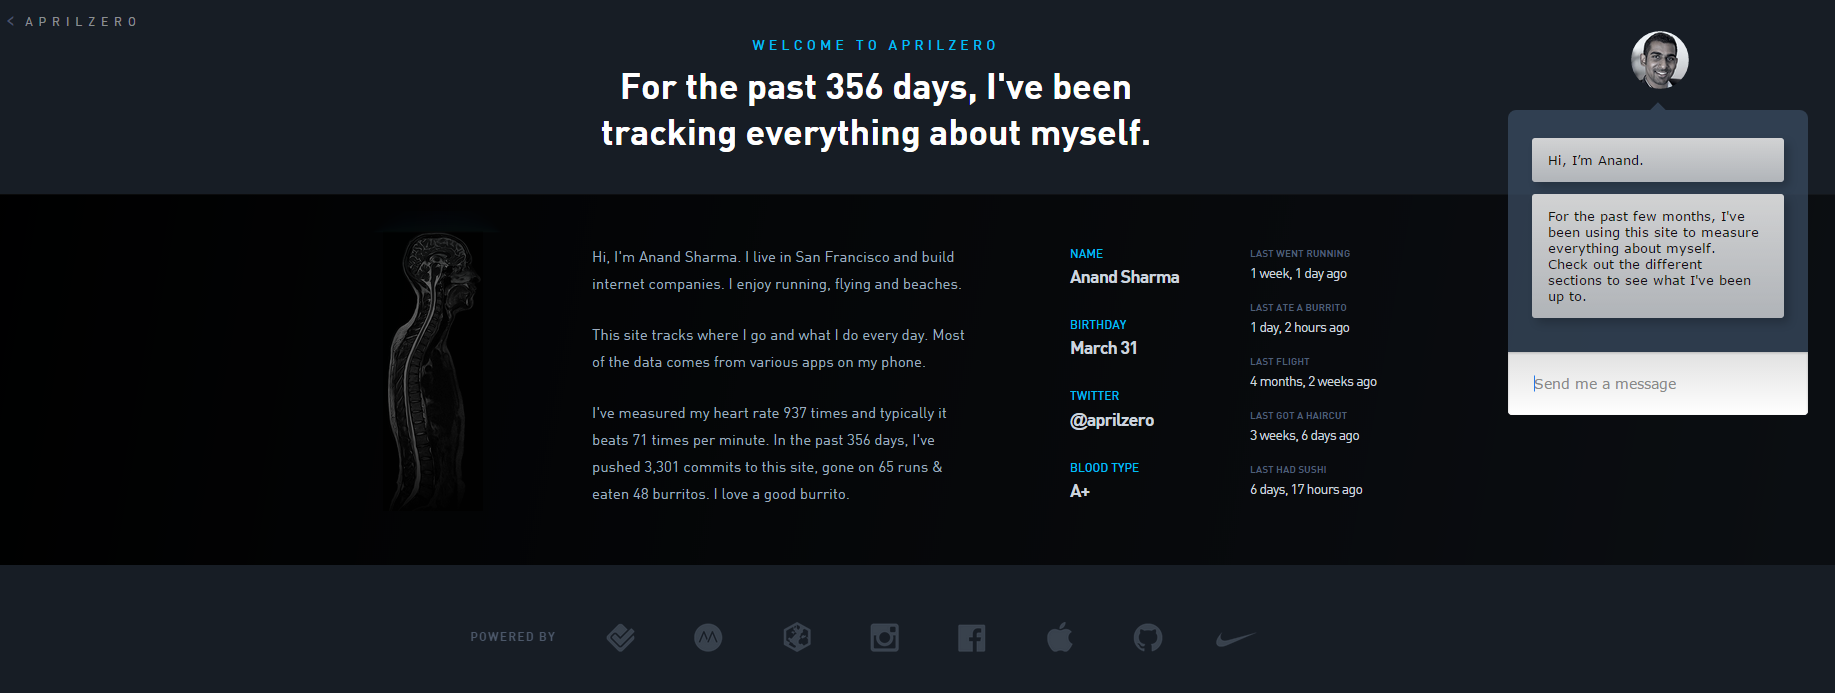 < APRILZERO
WELCOME TO APRILZERO
For the past 356 days, I've been
tracking everything about myself.
Hi, I'm Anand Sharma. I live in San Francisco and build
internet companies. I enjoy running, flying and beaches.
This site tracks where I go and what I do every day. Most
of the data comes from various apps on my phone.
I've measured my heart rate 937 times and typically it
beats 71 times per minute. In the past 356 days, I've
pushed 3,301 commits to this site, gone on 65 runs &
eaten 48 burritos. I love a good burrito.
NAME
Anand Sharma
BIRTHDAY
March 31
TWITTER
@aprilzero
BLOOD TYPE
A+
LAST WENT RUNNING
1 week, 1 day ago
LAST ATE A BURRITO
1 day, 2 hours ago
LAST FLIGHT
4 months, 2 weeks ago
LAST GOT A HAIRCUT
3 weeks, 6 days ago
LAST HAD SUSHI
6 days, 17 hours ago
Hi, I’m Anand.
For the past few months, I've
been using this site to measure
everything about myself.
Check out the different
sections to see what I've been
up to.
Send me a message
POWERED BY